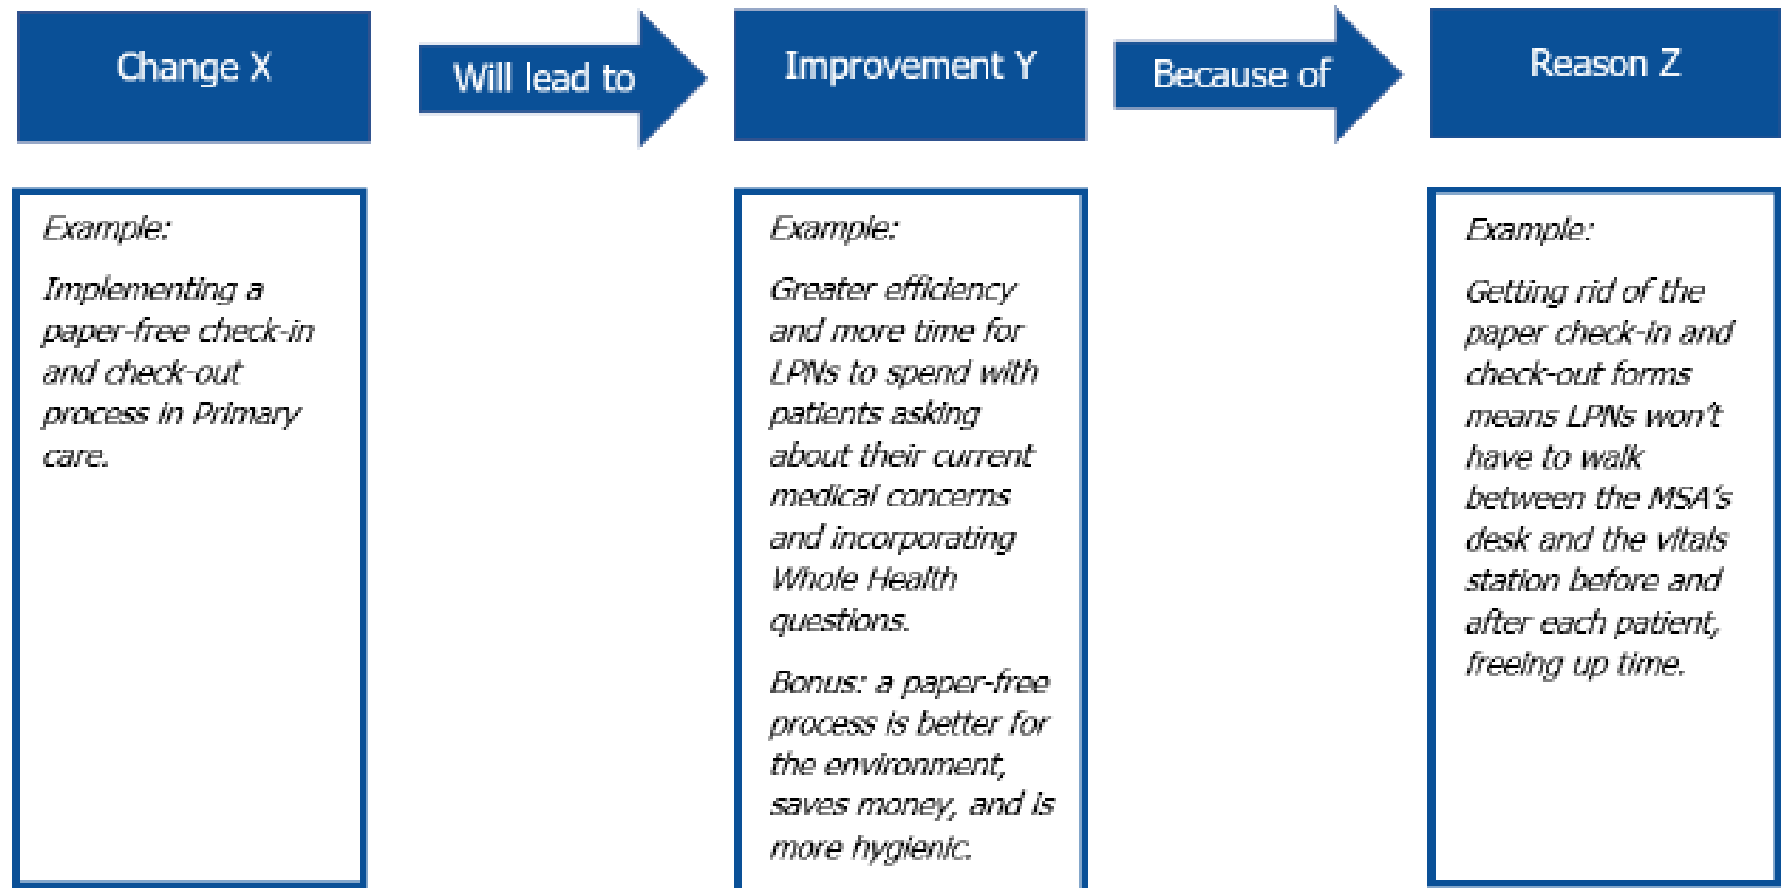 Change X
Will lead to
Improvement Y
Because of
Reason Z
Example:
Implementing a
paper-free check-in
and check-out
process in Primary
care.
Example:
Greater efficiency
and more time for
LPNs to spend with
patients asking
about their current
medical concerns
and incorporating
Whole Health
questions.
Bonus: a paper-free
process is better for
the environment,
saves money, and is
more hygienic.
Example:
Getting rid of the
paper check-in and
check-out forms
means LPNs won't
have to walk
between the MSA's
desk and the vitals
station before and
after each patient,
freeing up time.